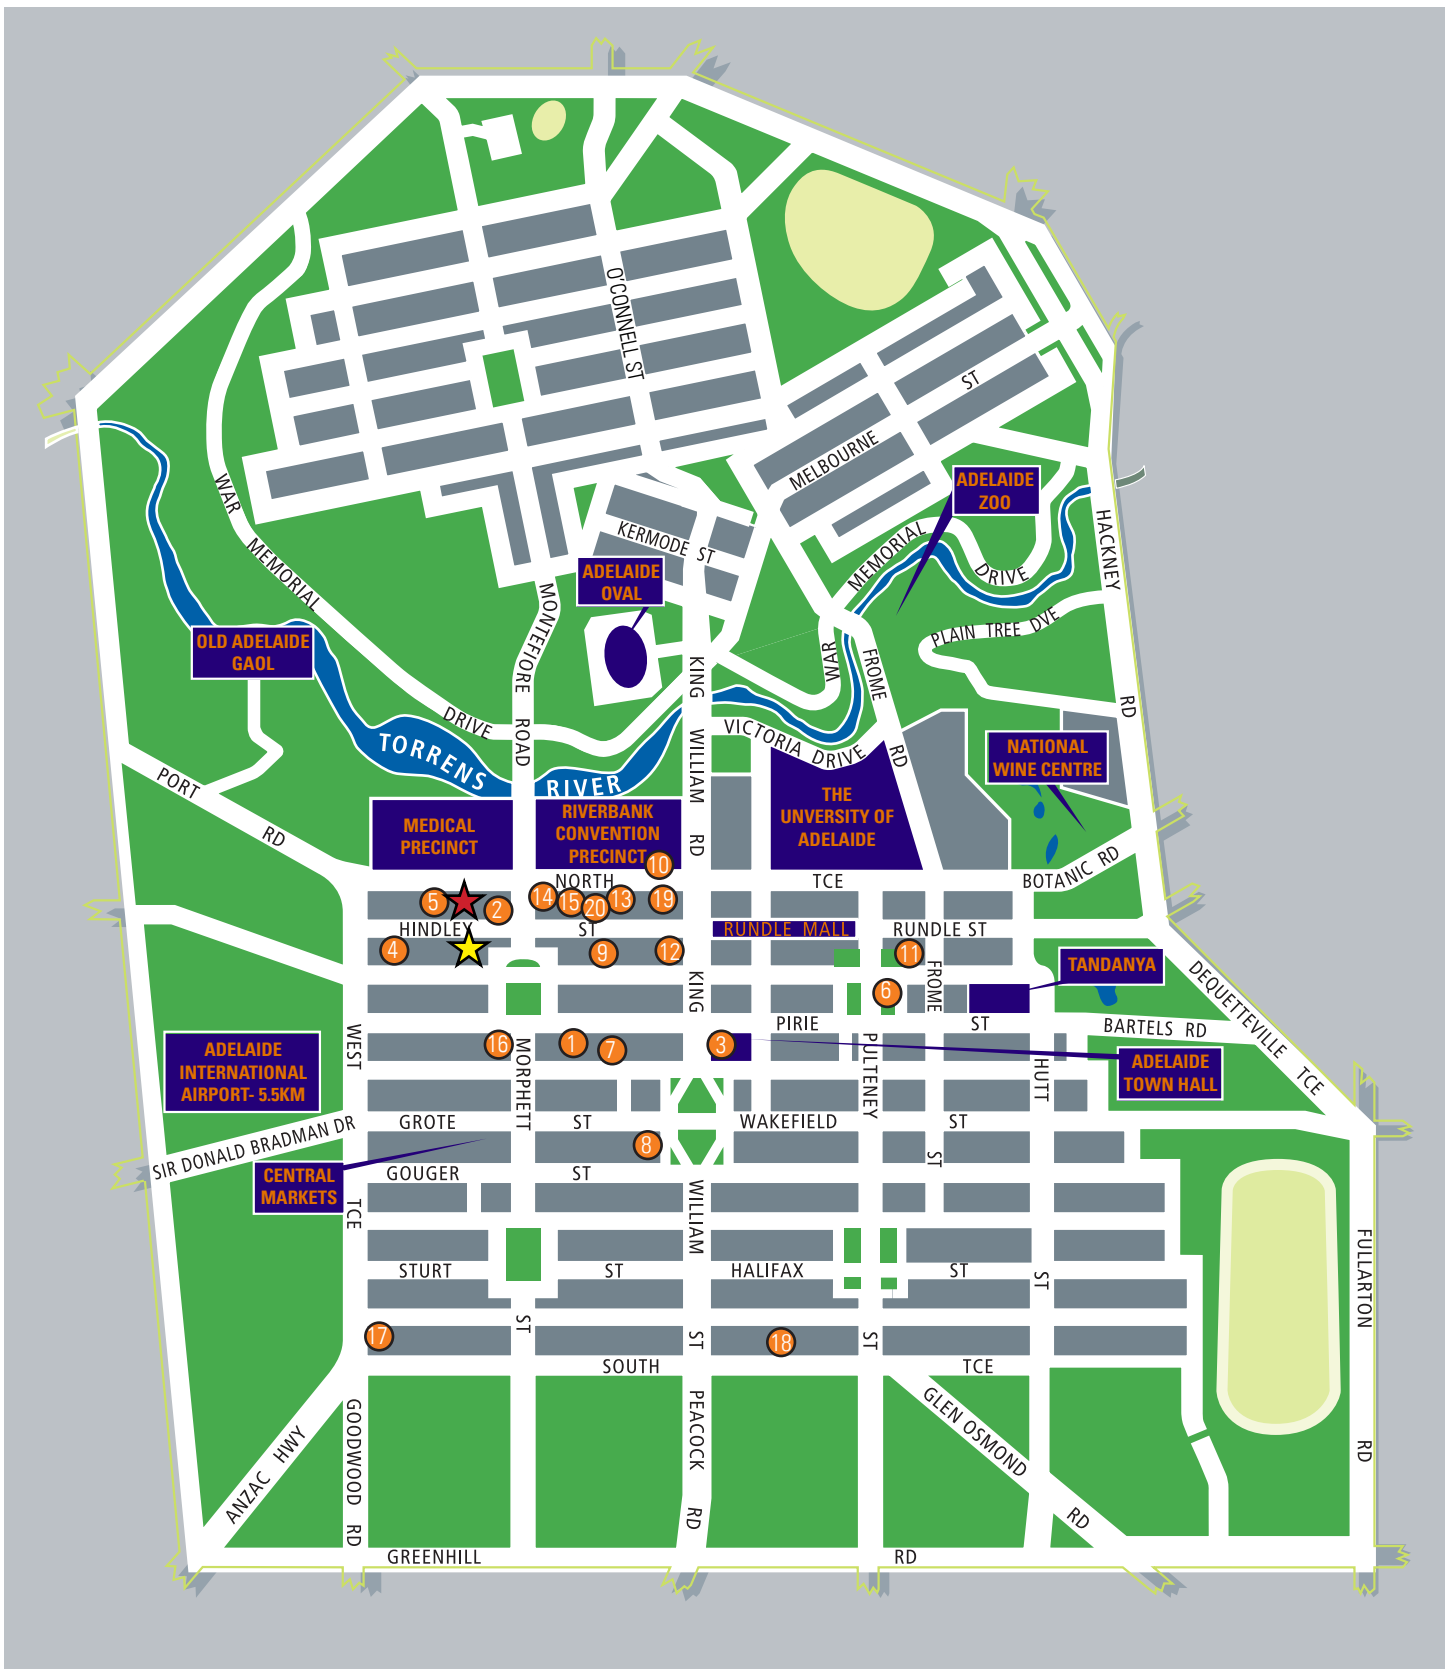 O'CONNELL ST
MELBOURNE
ST
ADELAIDE
ZOO
WAR
MEMORIAL
DRIVE
KERMODE ST
MEMORIAL
DRIVE
HACKNEY
RD
ADELAIDE
OVAL
OLD ADELAIDE
GAOL
MONTEFIORE
ROAD
KING
WILLIAM
RD
WAR
FROME
RD
PLAIN TREE DVE
VICTORIA DRIVE
TORRENS
RIVER
NATIONAL
WINE CENTRE
PORT
RD
MEDICAL
PRECINCT
RIVERBANK
CONVENTION
PRECINCT
THE
UNVERSITY OF
ADELAIDE
10
NORTH
TCE
BOTANIC RD
5
2
14
15
20
13
19
HINDLEY
ST
RUNDLE MALL
RUNDLE ST
4
9
12
11
FROME
TANDANYA
DEQUETTEVILLE
TCE
KING
6
PIRIE
ST
BARTELS RD
WEST
TCE
ADELAIDE
INTERNATIONAL
AIRPORT- 5.5KM
16
1
7
3
MORPHETT
ST
PULTENEY
ST
HUTT
ST
ADELAIDE
TOWN HALL
SIR DONALD BRADMAN DR
GROTE
ST
WAKEFIELD
ST
8
ST
CENTRAL
MARKETS
GOUGER
ST
WILLIAM
ST
STURT
ST
HALIFAX
ST
FULLARTON
RD
17
18
SOUTH
TCE
ANZAC HWY
GOODWOOD
RD
PEACOCK
RD
GLEN OSMOND
RD
GREENHILL
RD